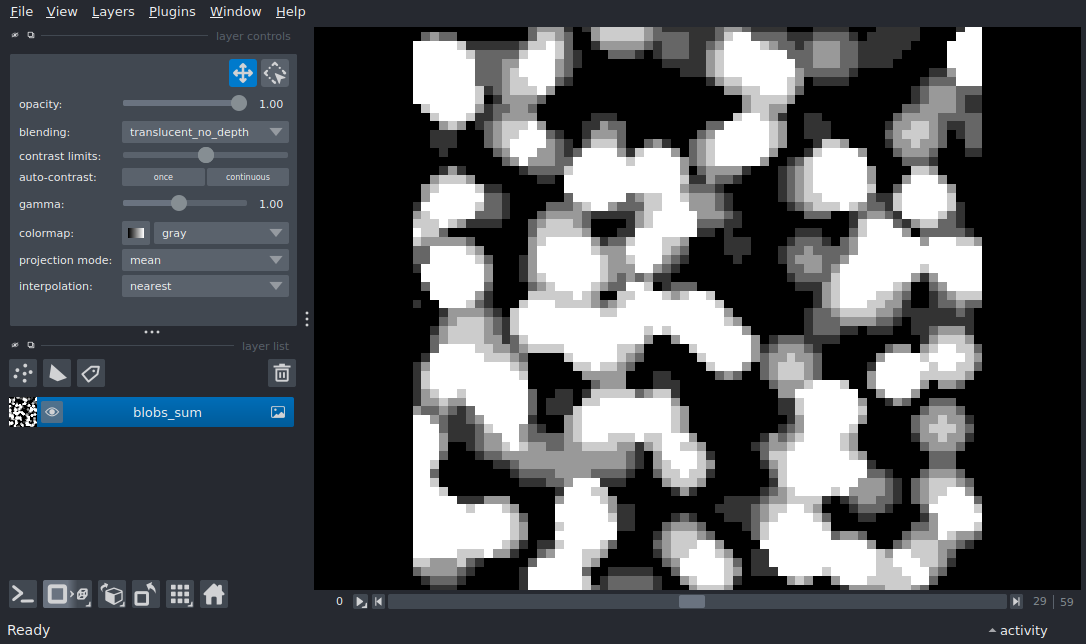 File View Layers Plugins Window Help
layer controls
opacity: 1.00
blending: translucent_no_depth
contrast limits:
auto-contrast: once continuous
gamma: 1.00
colormap: gray
projection mode: mean
interpolation: nearest
layer list
blobs_sum
0 29 59
Ready activity